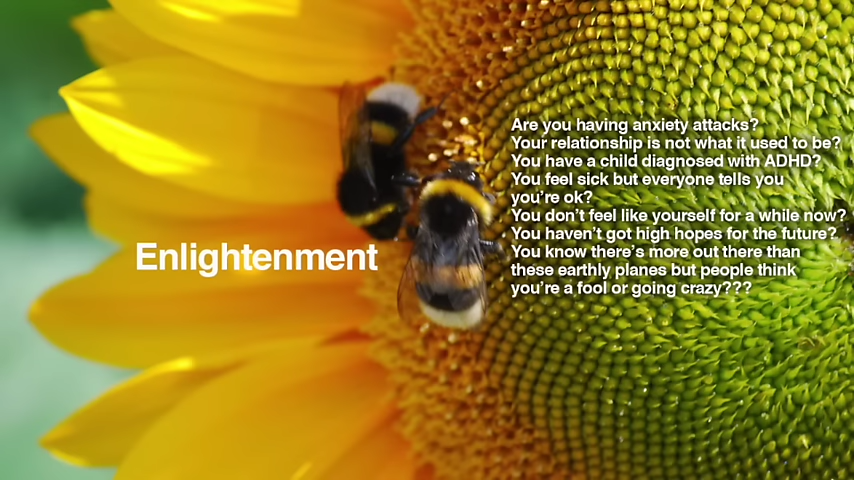 Enlightenment
Are you having anxiety attacks?
Your relationship is not what it used to be?
You have a child diagnosed with ADHD?
You feel sick but everyone tells you
you're ok?
You don't feel like yourself for a while now?
You haven't got high hopes for the future?
You know there's more out there than
these earthly planes but people think
you're a fool or going crazy???